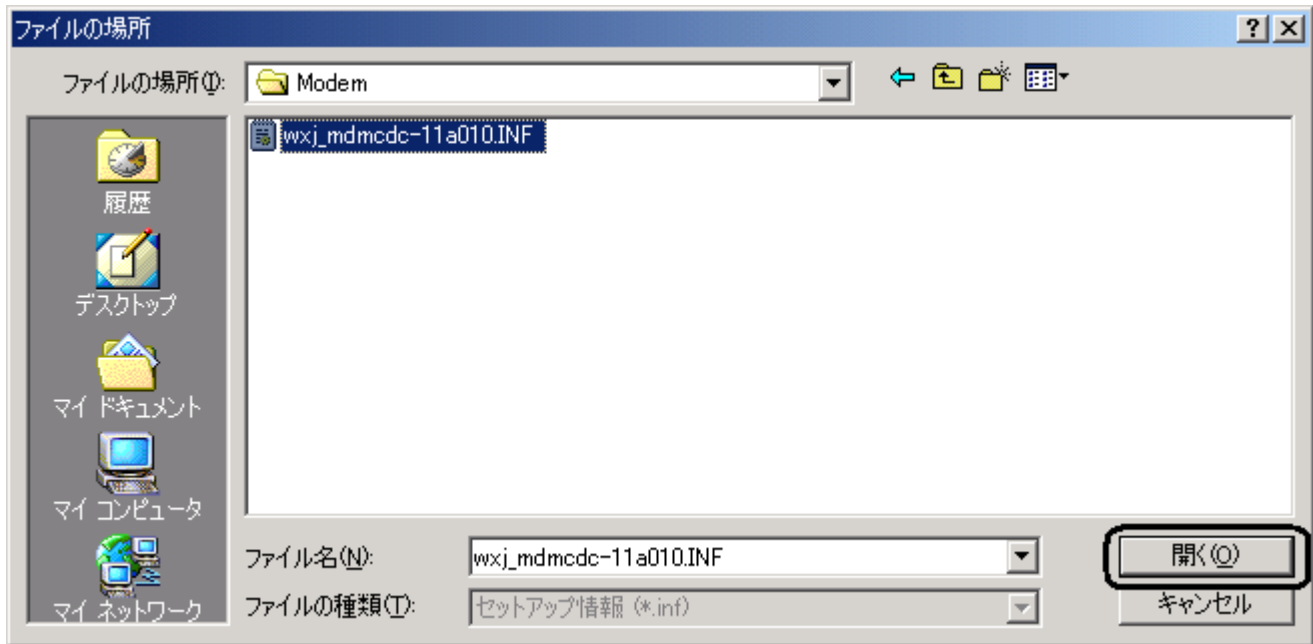 ファイルの場所
ファイルの場所(I):
Modem
履歴
デスクトップ
マイ ドキュメント
マイ コンピュータ
マイ ネットワーク
wxj_mdmcdc-11a010.INF
ファイル名(N):
wxj_mdmcdc-11a010.INF
開く(O)
ファイルの種類(T):
セットアップ情報 (*.inf)
キャンセル